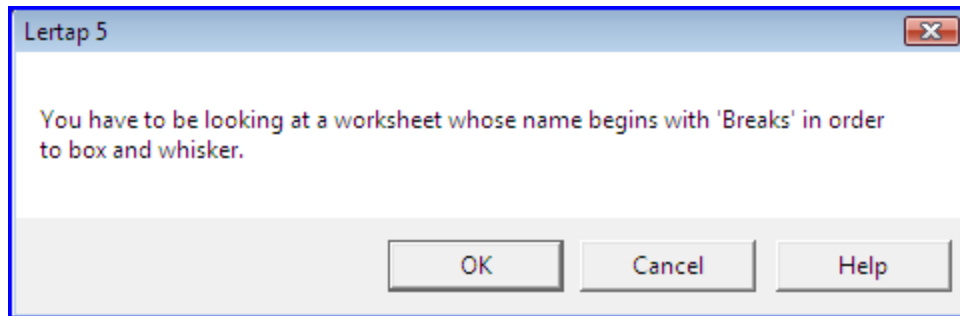 Lertap 5
You have to be looking at a worksheet whose name begins with 'Breaks' in order
to box and whisker.
OK Cancel Help